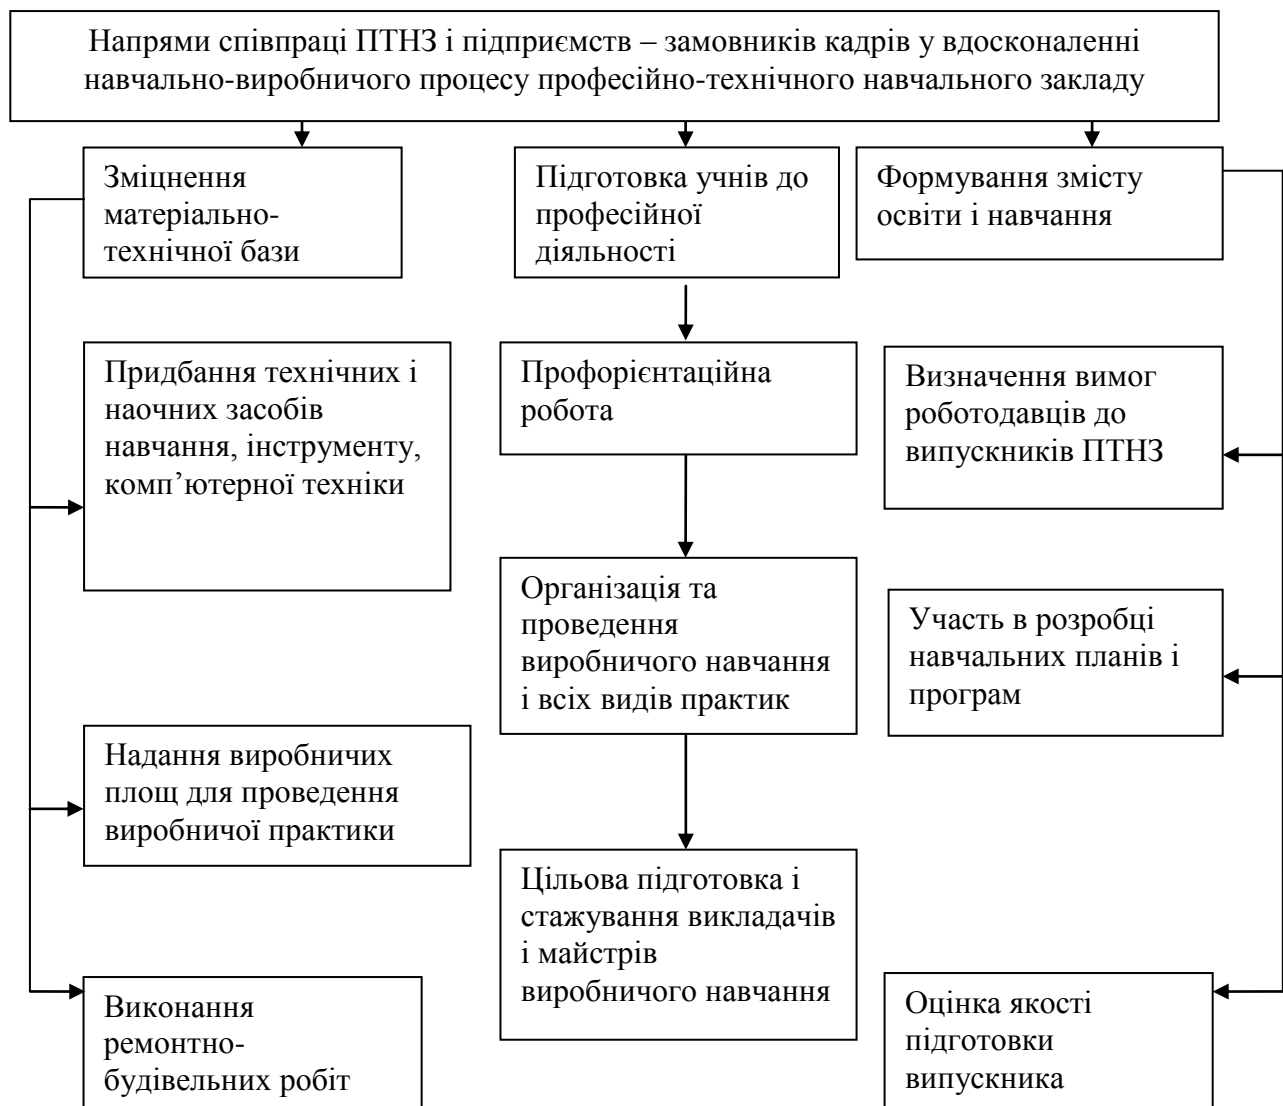 Напрями співпраці ПТНЗ і підприємств – замовників кадрів у вдосконаленні
навчально-виробничого процесу професійно-технічного навчального закладу
Зміцнення
матеріально-
технічної бази
Підготовка учнів до
професійної
діяльності
Формування змісту
освіти і навчання
Придбання технічних і
наочних засобів
навчання, інструменту,
комп’ютерної техніки
Профорієнтаційна
робота
Визначення вимог
роботодавців до
випускників ПТНЗ
Організація та
проведення
виробничого навчання
і всіх видів практик
Участь в розробці
навчальних планів і
програм
Надання виробничих
площ для проведення
виробничої практики
Цільова підготовка і
стажування викладачів
і майстрів
виробничого навчання
Виконання
ремонтно-
будівельних робіт
Оцінка якості
підготовки
випускника